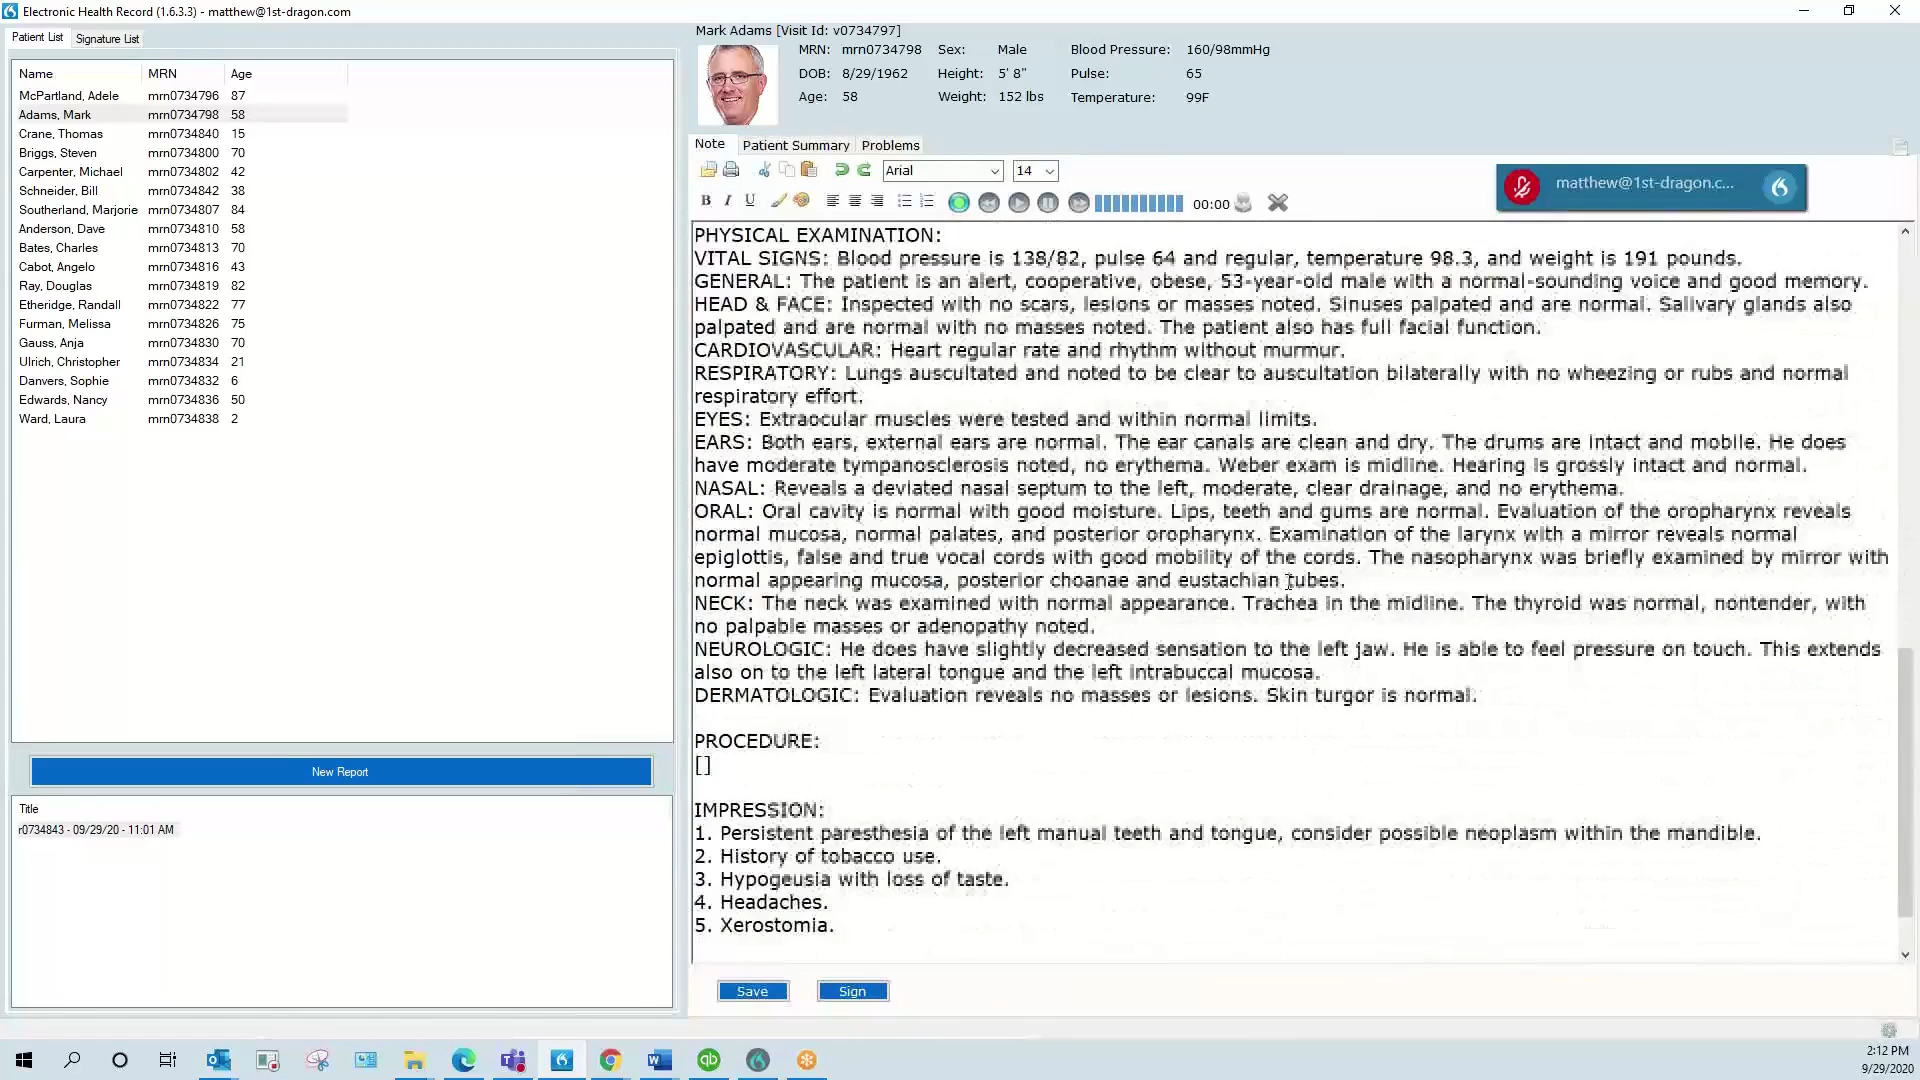 Electronic Health Record (1.6.3.3) - matthew@1st-dragon.com
Patient List Signature List
Name MRN Age
McPartland, Adele mrn0734796 87
Adams, Mark mrn0734798 58
Crane, Thomas mrn0734840 15
Briggs, Steven mrn0734800 70
Carpenter, Michael mrn0734802 42
Schneider, Bill mrn0734842 38
Southerland, Marjorie mrn0734807 84
Anderson, Dave mrn0734810 58
Bates, Charles mrn0734813 70
Cabot, Angelo mrn0734816 43
Ray, Douglas mrn0734819 82
Etheridge, Randall mrn0734822 77
Furman, Melissa mrn0734826 75
Gauss, Anja mrn0734830 70
Ulrich, Christopher mrn0734834 21
Danvers, Sophie mrn0734832 6
Edwards, Nancy mrn0734836 50
Ward, Laura mrn0734838 2
New Report
Title
r0734843 - 09/29/20 - 11:01 AM
Mark Adams [Visit Id: v0734797]
MRN: mrn0734798 Sex: Male Blood Pressure: 160/98mmHg
DOB: 8/29/1962 Height: 5' 8" Pulse: 65
Age: 58 Weight: 152 lbs Temperature: 99F
Note Patient Summary Problems
Arial 14
B I U 00:00
matthew@1st-dragon.c...
PHYSICAL EXAMINATION:
VITAL SIGNS: Blood pressure is 138/82, pulse 64 and regular, temperature 98.3, and weight is 191 pounds.
GENERAL: The patient is an alert, cooperative, obese, 53-year-old male with a normal-sounding voice and good memory.
HEAD & FACE: Inspected with no scars, lesions or masses noted. Sinuses palpated and are normal. Salivary glands also
palpated and are normal with no masses noted. The patient also has full facial function.
CARDIOVASCULAR: Heart regular rate and rhythm without murmur.
RESPIRATORY: Lungs auscultated and noted to be clear to auscultation bilaterally with no wheezing or rubs and normal
respiratory effort.
EYES: Extraocular muscles were tested and within normal limits.
EARS: Both ears, external ears are normal. The ear canals are clean and dry. The drums are intact and mobile. He does
have moderate tympanosclerosis noted, no erythema. Weber exam is midline. Hearing is grossly intact and normal.
NASAL: Reveals a deviated nasal septum to the left, moderate, clear drainage, and no erythema.
ORAL: Oral cavity is normal with good moisture. Lips, teeth and gums are normal. Evaluation of the oropharynx reveals
normal mucosa, normal palates, and posterior oropharynx. Examination of the larynx with a mirror reveals normal
epiglottis, false and true vocal cords with good mobility of the cords. The nasopharynx was briefly examined by mirror with
normal appearing mucosa, posterior choanae and eustachian tubes.
NECK: The neck was examined with normal appearance. Trachea in the midline. The thyroid was normal, nontender, with
no palpable masses or adenopathy noted.
NEUROLOGIC: He does have slightly decreased sensation to the left jaw. He is able to feel pressure on touch. This extends
also on to the left lateral tongue and the left intrabuccal mucosa.
DERMATOLOGIC: Evaluation reveals no masses or lesions. Skin turgor is normal.
PROCEDURE:
[]
IMPRESSION:
1. Persistent paresthesia of the left manual teeth and tongue, consider possible neoplasm within the mandible.
2. History of tobacco use.
3. Hypogeusia with loss of taste.
4. Headaches.
5. Xerostomia.
Save Sign
2:12 PM
9/29/2020